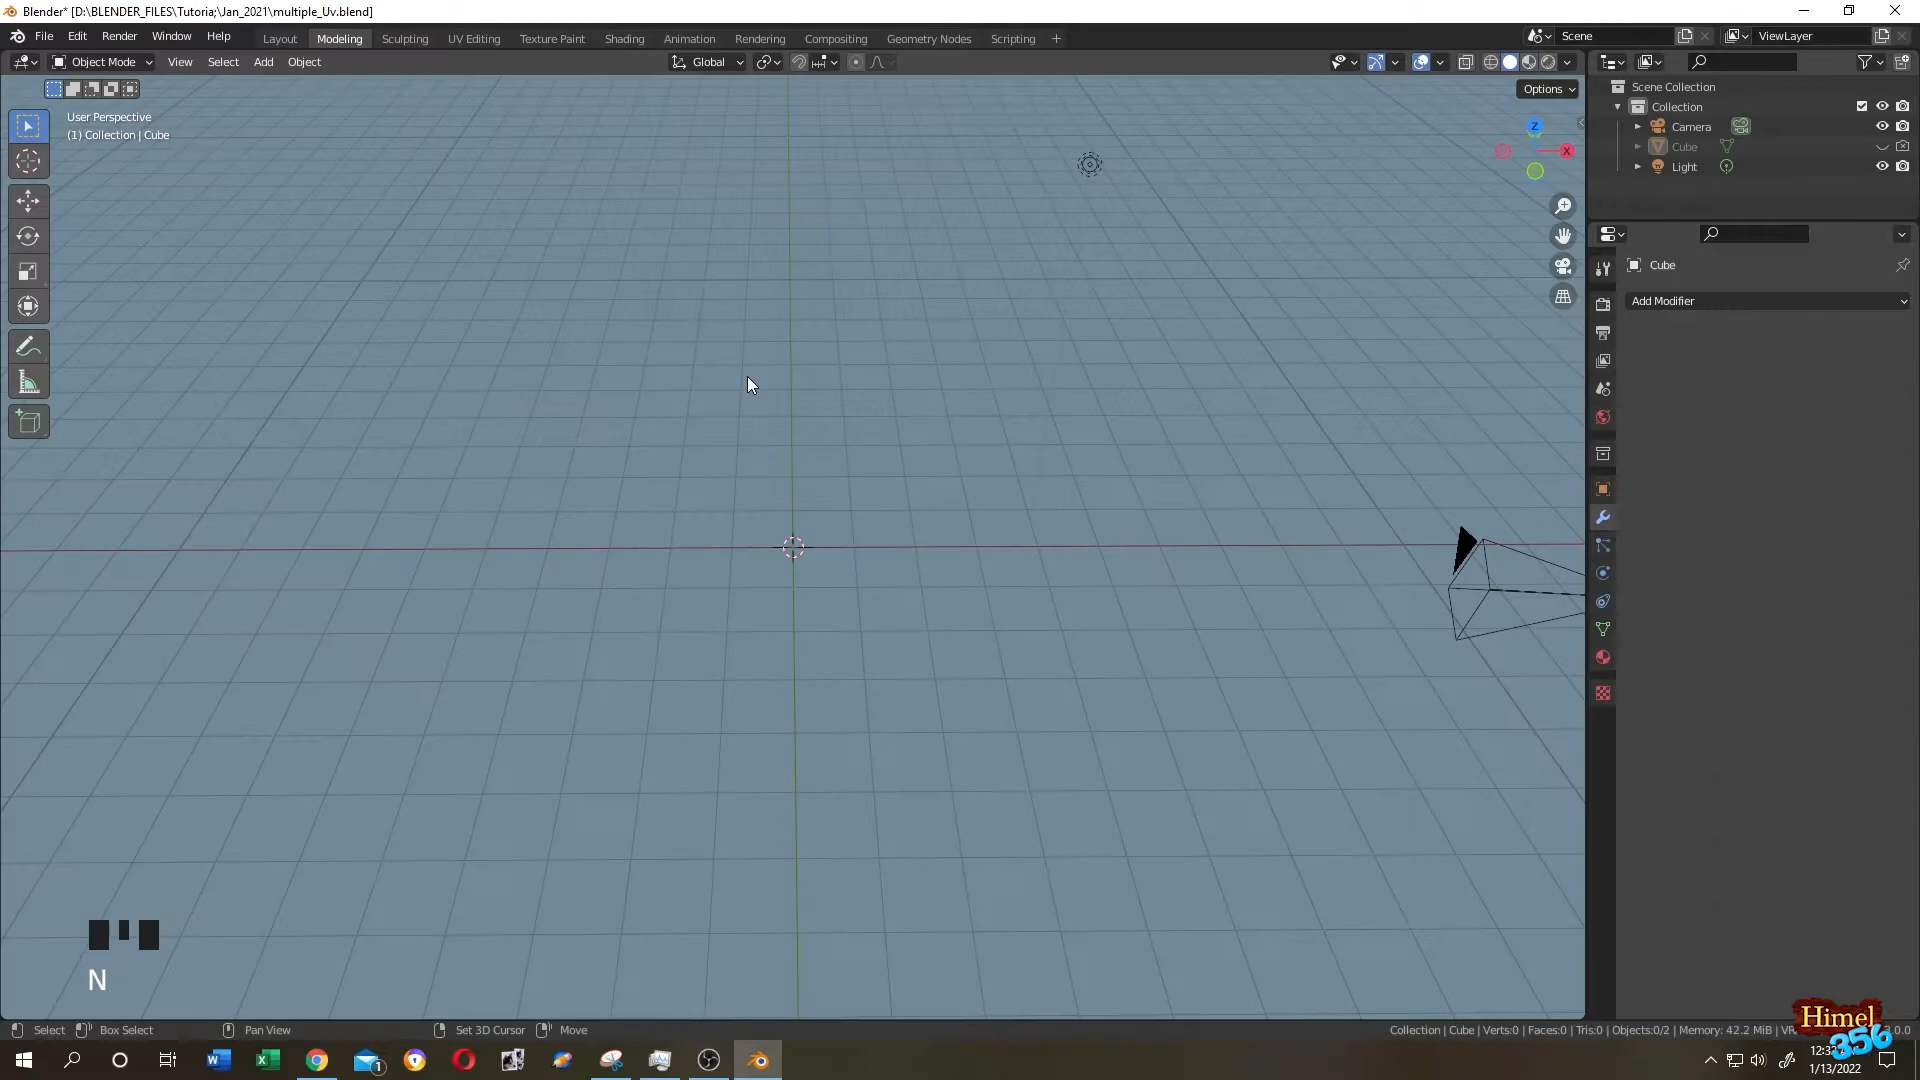 Blender* [D:\BLENDER_FILES\Tutoria;\Jan_2021\multiple_Uv.blend]
File Edit Render Window Help Layout Modeling Sculpting UV Editing Texture Paint Shading Animation Rendering Compositing Geometry Nodes Scripting + Scene ViewLayer
Object Mode View Select Add Object Global
Options
User Perspective
(1) Collection | Cube
Z
X
Scene Collection
Collection
Camera
Cube
Light
Cube
Add Modifier
N
Select Box Select Pan View Set 3D Cursor Move Collection | Cube | Verts:0 | Faces:0 | Tris:0 | Objects:0/2 | Memory: 42.2 MiB
Himel
356
1
1/13/2022